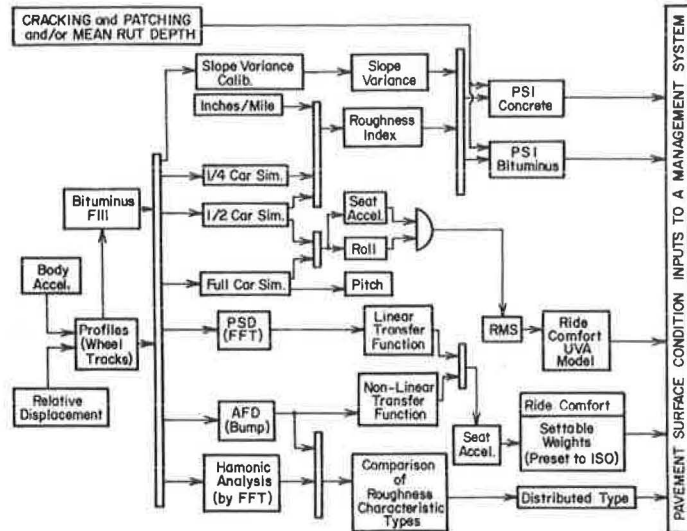 CRACKING and PATCHING
and/or MEAN RUT DEPTH
Slope Variance
Calib.
Slope
Variance
PSI
Concrete
Inches/Mile
Roughness
Index
PSI
Bituminus
1/4 Car Sim.
Bituminus
Fill
1/2 Car Sim.
Seat
Accel.
Roll
Full Car Sim.
Pitch
Body
Accel.
Profiles
(Wheel
Tracks)
Relative
Displacement
PSD
(FFT)
Linear
Transfer
Function
RMS
Ride
Comfort
UVA
Model
AFD
(Bump)
Non-Linear
Transfer
Function
Seat
Accel.
Ride Comfort
Settable
Weights
(Preset to ISO)
Hamonic
Analysis
(by FFT)
Comparison
of
Roughness
Characteristic
Types
Distributed Type
PAVEMENT SURFACE CONDITION INPUTS TO A MANAGEMENT SYSTEM